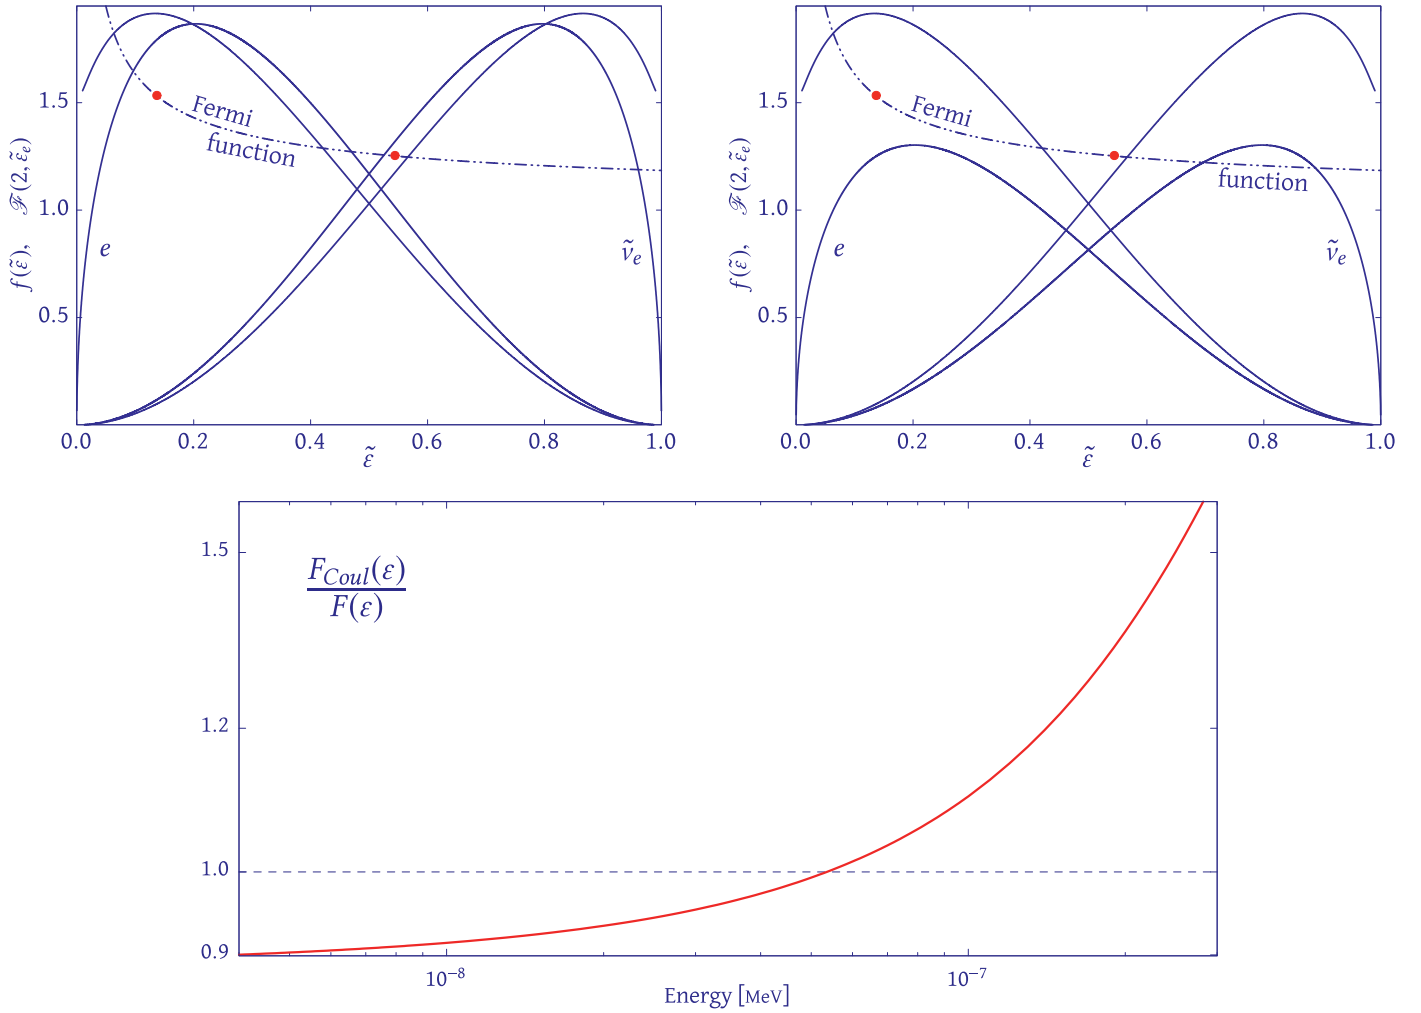 1.5
1.0
0.5
f(ε̃), ℱ(2, ε̃ₑ)
Fermi
function
e
ν̃ₑ
0.0 0.2 0.4 0.6 0.8 1.0
ε̃
1.5
1.0
0.5
f(ε̃), ℱ(2, ε̃ₑ)
Fermi
function
e
ν̃ₑ
0.0 0.2 0.4 0.6 0.8 1.0
ε̃
1.5
1.2
1.0
0.9
F_Coul(ε)
F(ε)
10⁻⁸ 10⁻⁷
Energy [MeV]